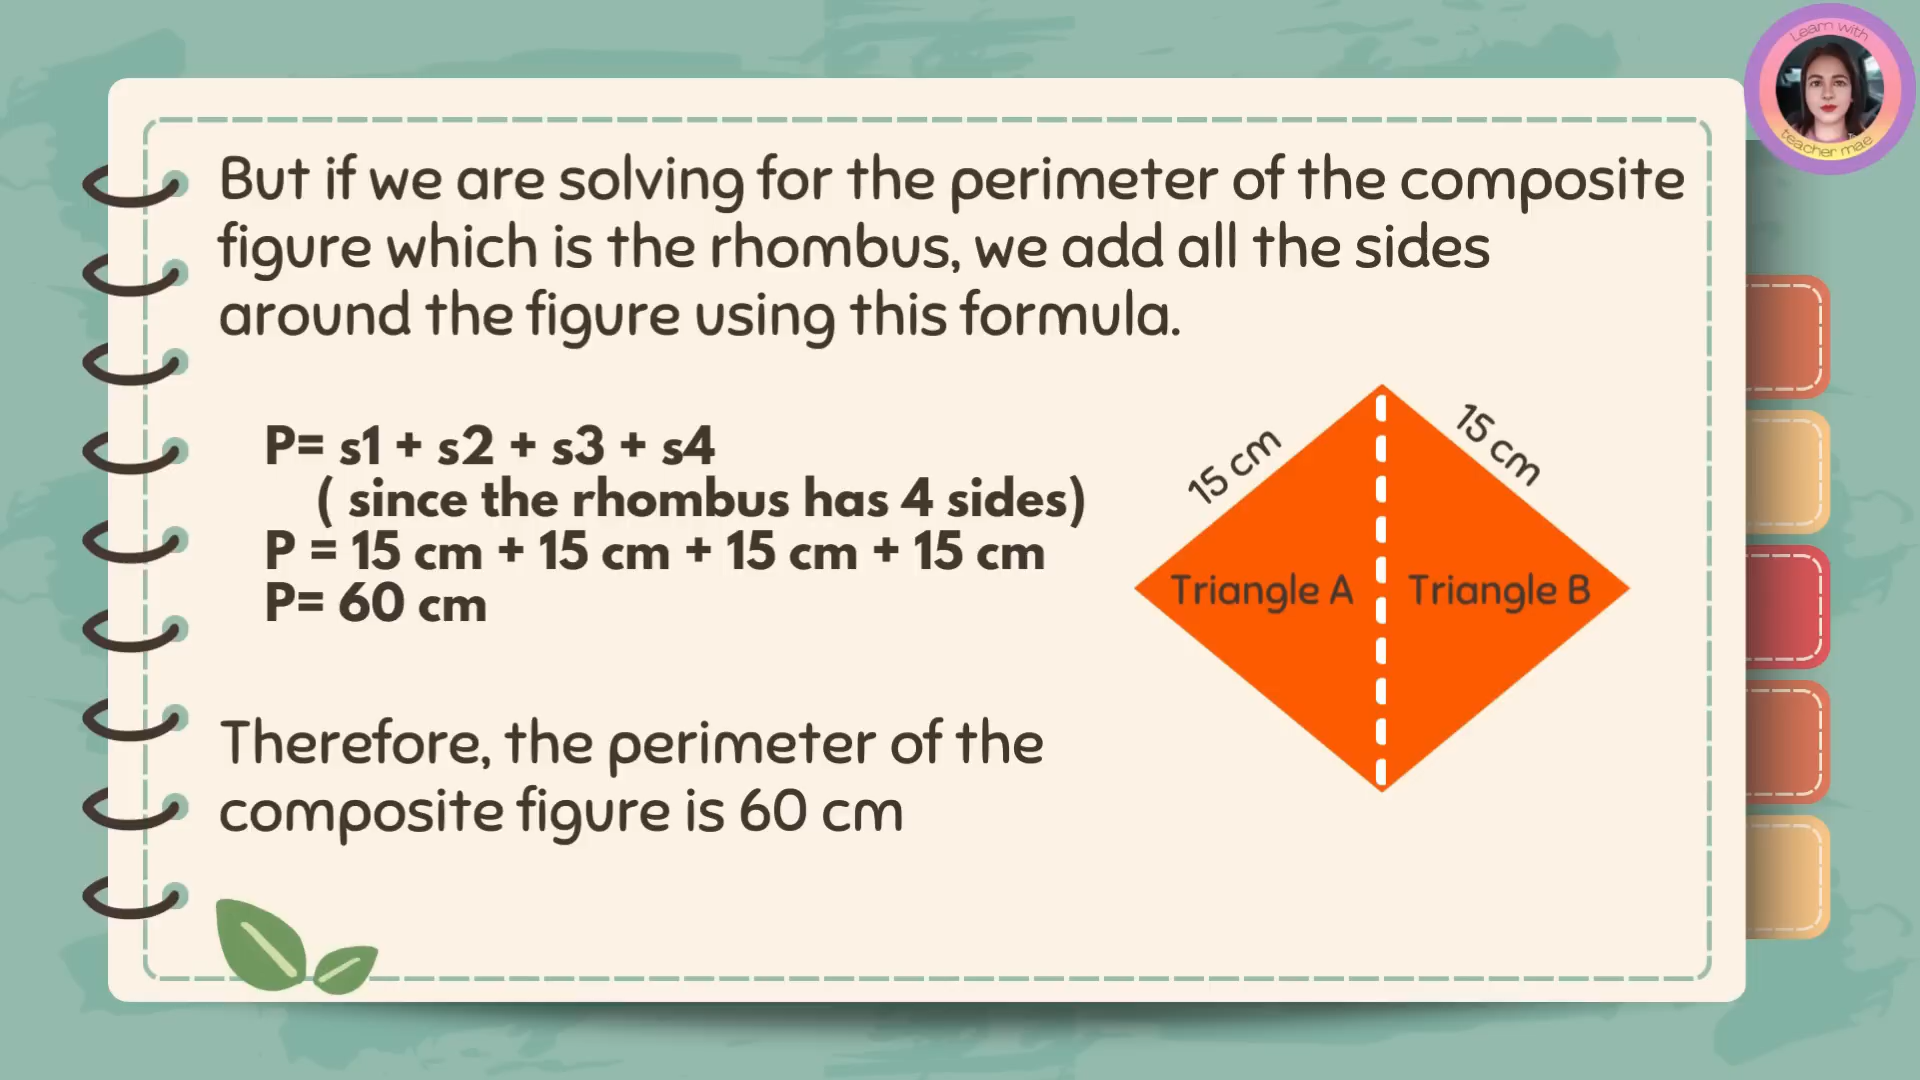 Learn with
teacher mae
But if we are solving for the perimeter of the composite
figure which is the rhombus, we add all the sides
around the figure using this formula.
P= s1 + s2 + s3 + s4
( since the rhombus has 4 sides)
P = 15 cm + 15 cm + 15 cm + 15 cm
P= 60 cm
15 cm
15 cm
Triangle A
Triangle B
Therefore, the perimeter of the
composite figure is 60 cm